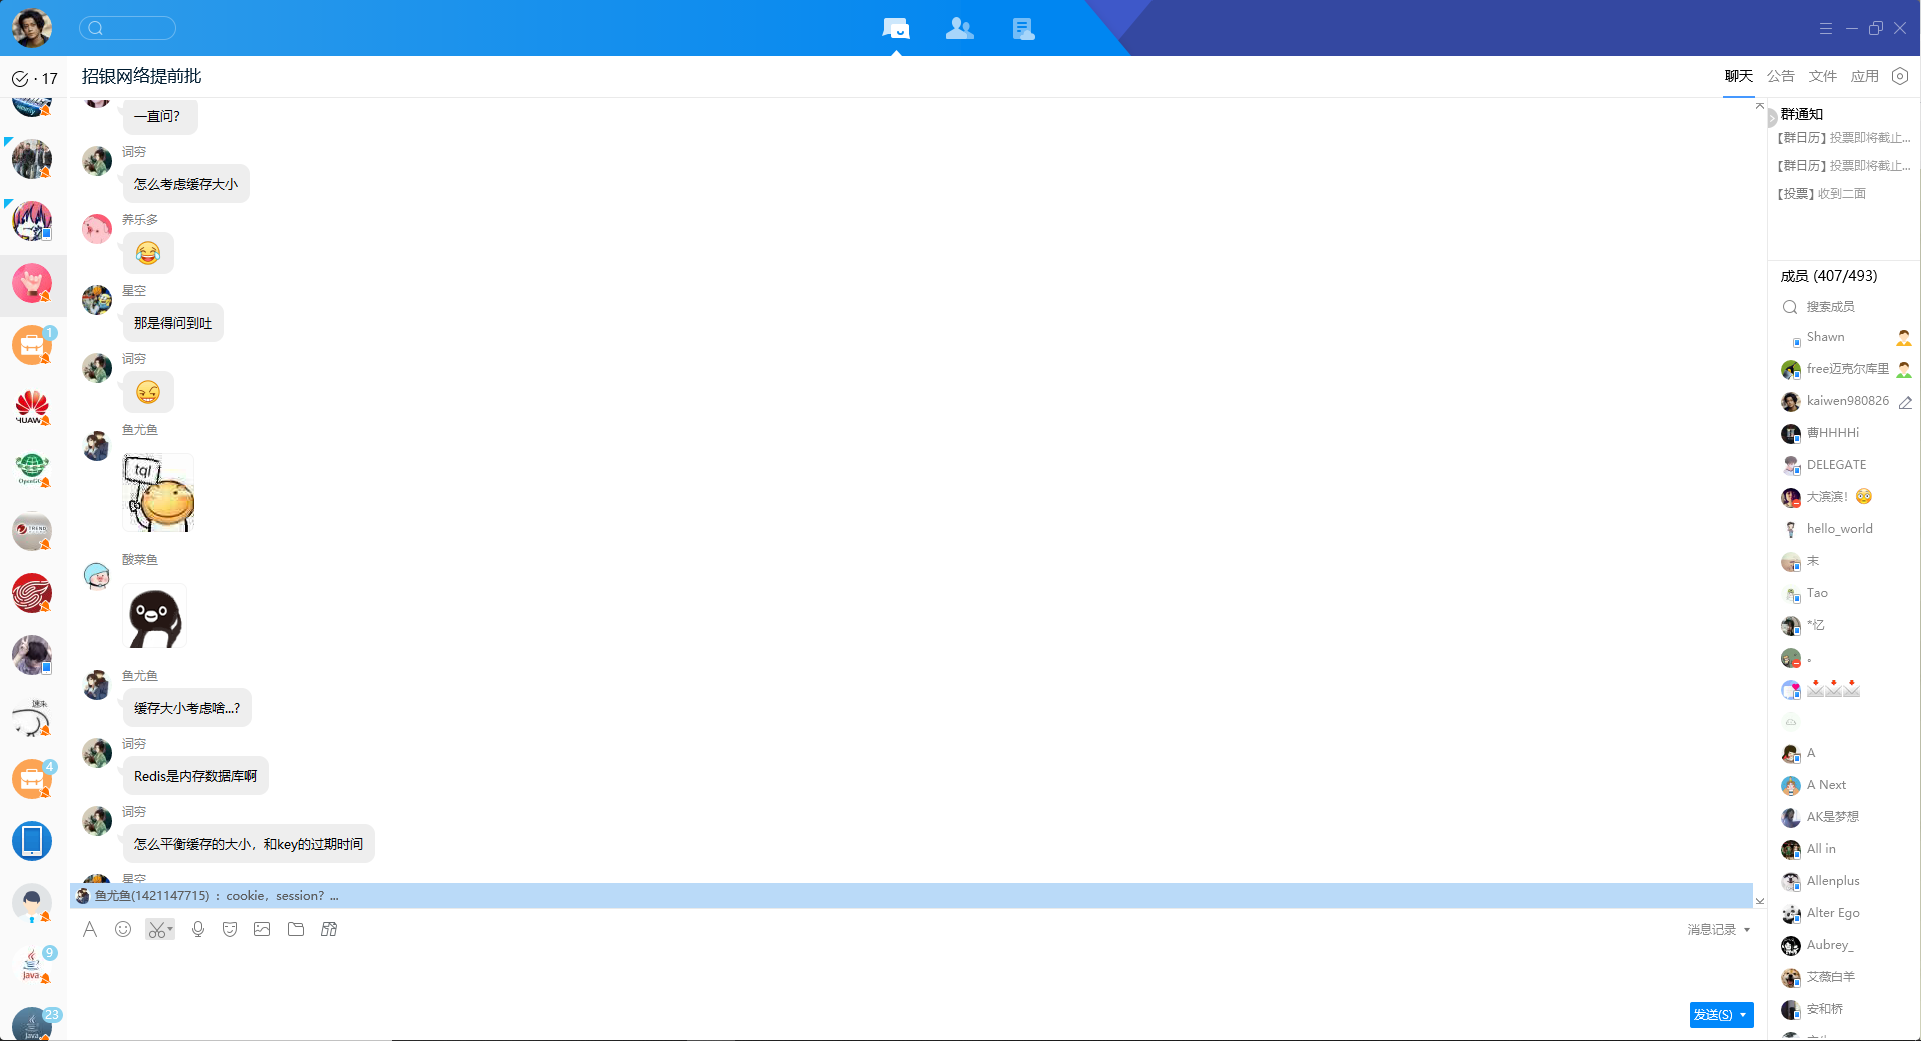 · 17
招银网络提前批
聊天 公告 文件 应用
一直问？
词穷
怎么考虑缓存大小
养乐多
星空
那是得问到吐
词穷
鱼尤鱼
tql
酸菜鱼
鱼尤鱼
缓存大小考虑啥...?
词穷
Redis是内存数据库啊
词穷
怎么平衡缓存的大小，和key的过期时间
星空
鱼尤鱼(1421147715) ：cookie，session? ...
消息记录
发送(S)
1
HUAW
TREND
速朱
4
9
Java
23
Java
群通知
【群日历】投票即将截止...
【群日历】投票即将截止...
【投票】收到二面
成员 (407/493)
搜索成员
Shawn
free迈克尔库里
kaiwen980826
曹HHHHi
DELEGATE
大滨滨！
hello_world
末
Tao
*忆
。
A
A Next
AK是梦想
All in
Allenplus
Alter Ego
Aubrey_
艾薇白羊
安和桥